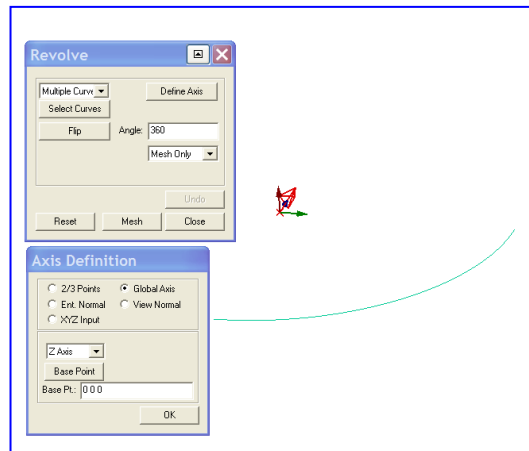 Revolve
Multiple Curve
Define Axis
Select Curves
Flip
Angle: 360
Mesh Only
Undo
Reset Mesh Close
Axis Definition
2/3 Points Global Axis
Ent. Normal View Normal
XYZ Input
Z Axis
Base Point
Base Pt.: 0 0 0
OK